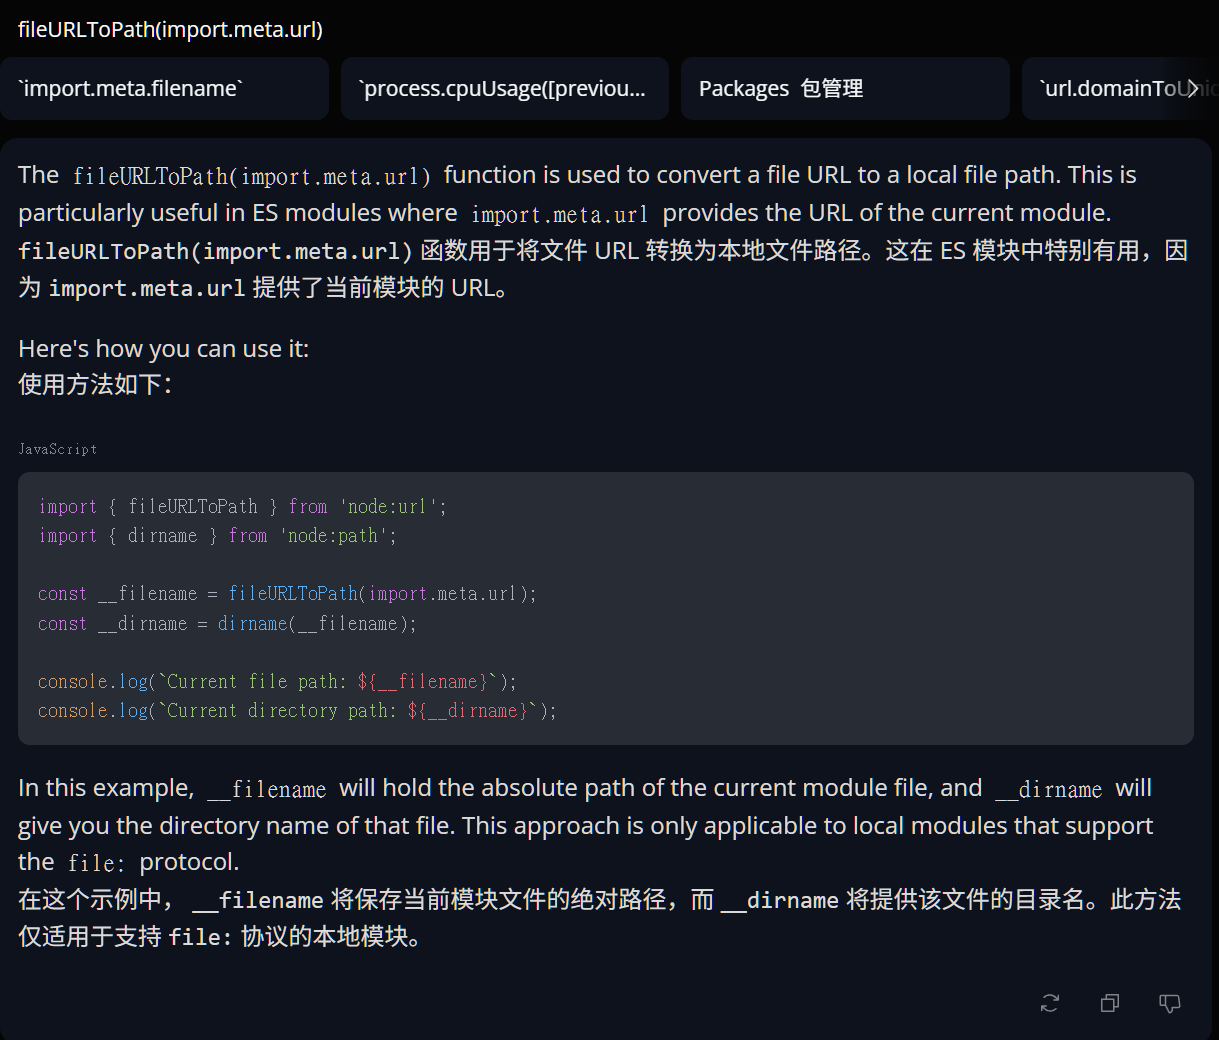 fileURLToPath(import.meta.url)
`import.meta.filename`
`process.cpuUsage([previou...
Packages 包管理
`url.domainToUnic
The fileURLToPath(import.meta.url) function is used to convert a file URL to a local file path. This is
particularly useful in ES modules where import.meta.url provides the URL of the current module.
fileURLToPath(import.meta.url) 函数用于将文件 URL 转换为本地文件路径。这在 ES 模块中特别有用，因
为 import.meta.url 提供了当前模块的 URL。
Here's how you can use it:
使用方法如下：
JavaScript
import { fileURLToPath } from 'node:url';
import { dirname } from 'node:path';
const __filename = fileURLToPath(import.meta.url);
const __dirname = dirname(__filename);
console.log(`Current file path: ${__filename}`);
console.log(`Current directory path: ${__dirname}`);
In this example, __filename will hold the absolute path of the current module file, and __dirname will
give you the directory name of that file. This approach is only applicable to local modules that support
the file: protocol.
在这个示例中， __filename 将保存当前模块文件的绝对路径，而 __dirname 将提供该文件的目录名。此方法
仅适用于支持 file: 协议的本地模块。